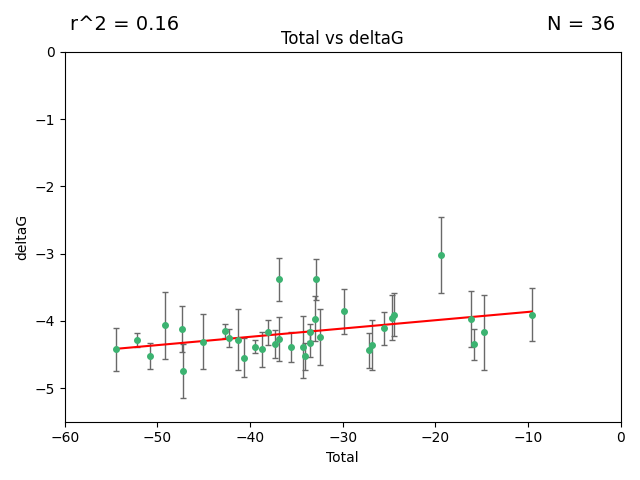 r^2 = 0.16
N = 36
Total vs deltaG
deltaG
0
−1
−2
−3
−4
−5
−60
−50
−40
−30
−20
−10
0
Total